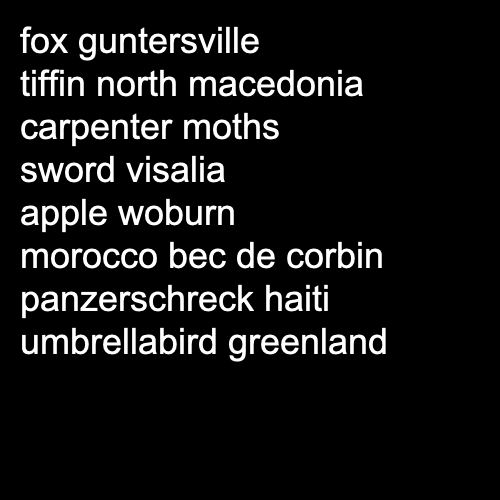 fox guntersville
tiffin north macedonia
carpenter moths
sword visalia
apple woburn
morocco bec de corbin
panzerschreck haiti
umbrellabird greenland